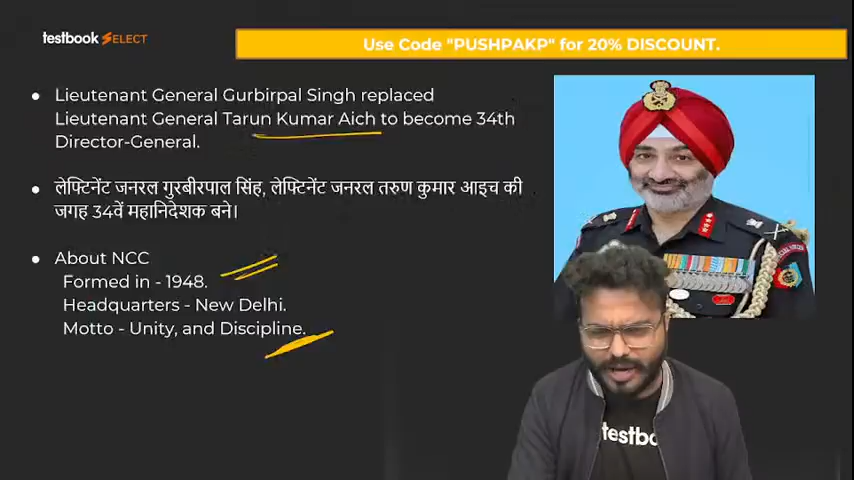 testbook SELECT
Use Code "PUSHPAKP" for 20% DISCOUNT.
Lieutenant General Gurbirpal Singh replaced
Lieutenant General Tarun Kumar Aich to become 34th
Director-General.
लेफ्टिनेंट जनरल गुरबीरपाल सिंह, लेफ्टिनेंट जनरल तरुण कुमार आइच की
जगह 34वें महानिदेशक बने।
About NCC
Formed in - 1948.
Headquarters - New Delhi.
Motto - Unity, and Discipline.
testbo